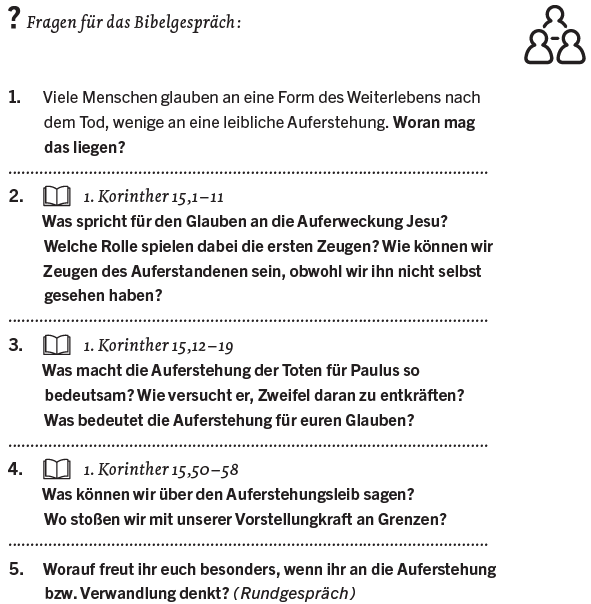 ? Fragen für das Bibelgespräch:
1. Viele Menschen glauben an eine Form des Weiterlebens nach
dem Tod, wenige an eine leibliche Auferstehung. Woran mag
das liegen?
2. 1. Korinther 15,1–11
Was spricht für den Glauben an die Auferweckung Jesu?
Welche Rolle spielen dabei die ersten Zeugen? Wie können wir
Zeugen des Auferstandenen sein, obwohl wir ihn nicht selbst
gesehen haben?
3. 1. Korinther 15,12–19
Was macht die Auferstehung der Toten für Paulus so
bedeutsam? Wie versucht er, Zweifel daran zu entkräften?
Was bedeutet die Auferstehung für euren Glauben?
4. 1. Korinther 15,50–58
Was können wir über den Auferstehungsleib sagen?
Wo stoßen wir mit unserer Vorstellungkraft an Grenzen?
5. Worauf freut ihr euch besonders, wenn ihr an die Auferstehung
bzw. Verwandlung denkt? (Rundgespräch)